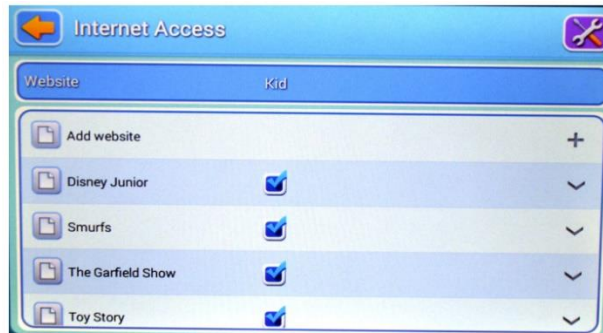 Internet Access
Website Kid
Add website
Disney Junior
Smurfs
The Garfield Show
Toy Story